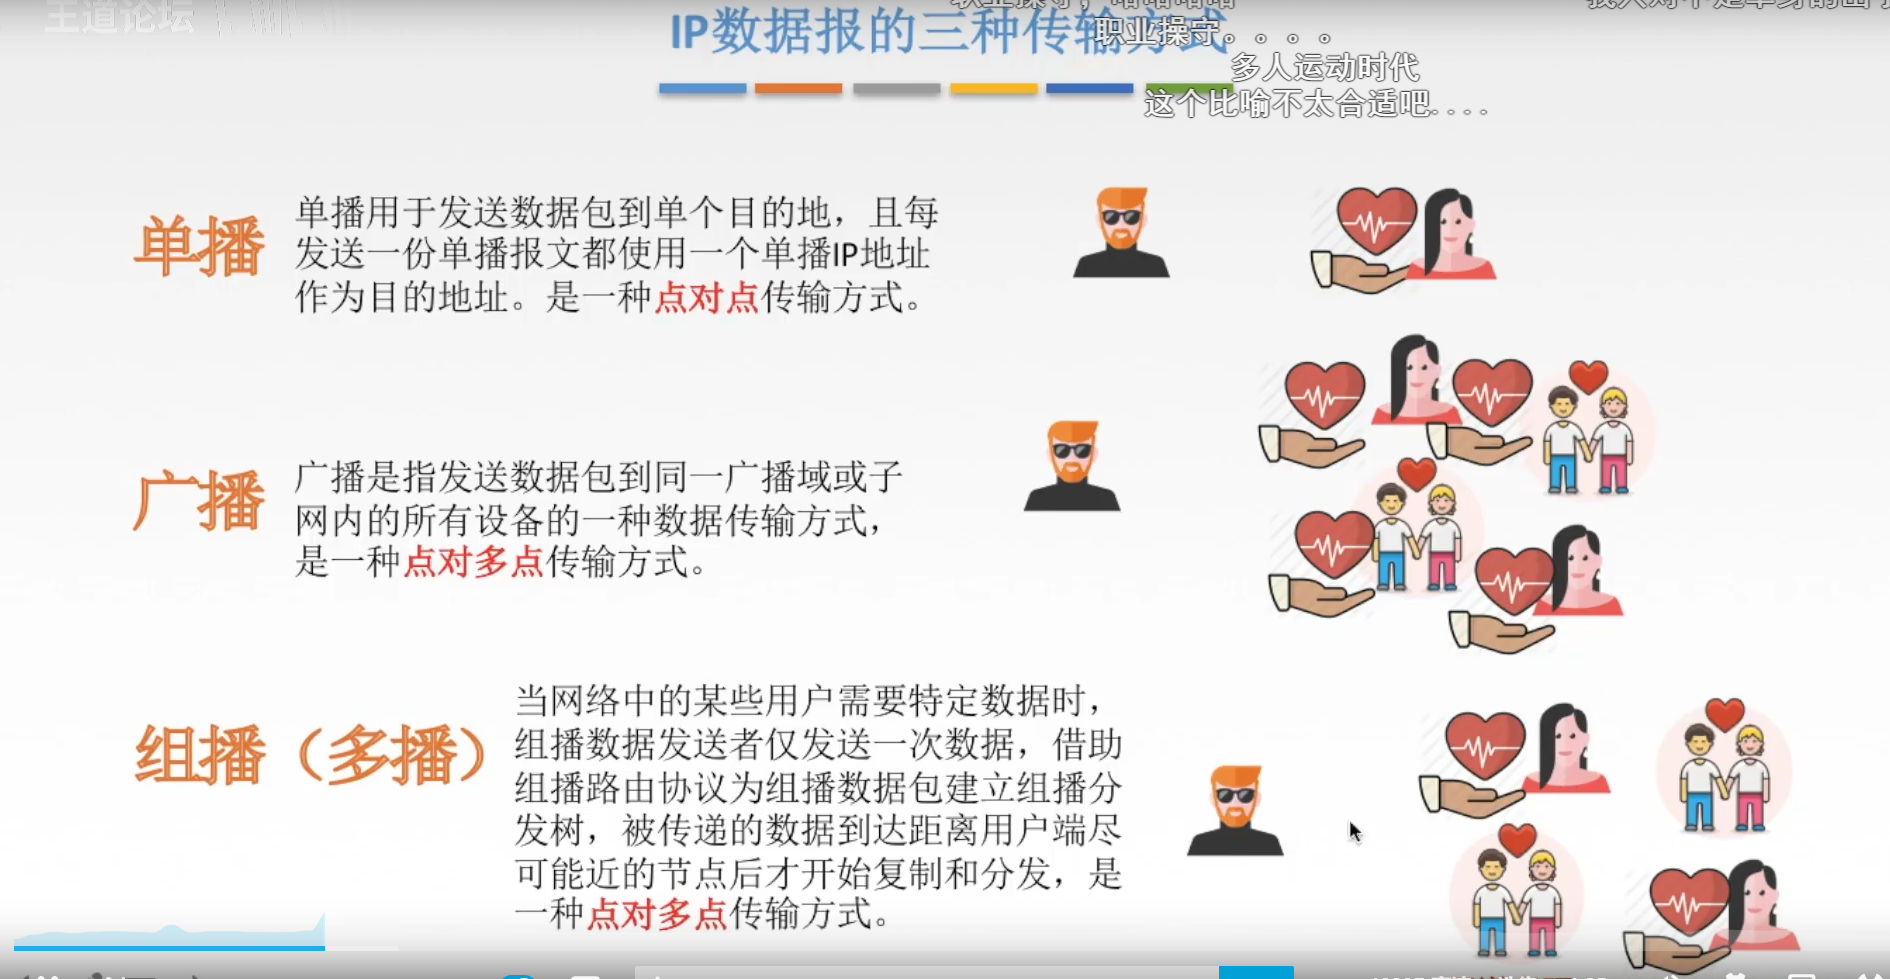 王道论坛
IP数据报的三种传输方式
职业操守。。。。
多人运动时代
这个比喻不太合适吧....
单播
单播用于发送数据包到单个目的地，且每
发送一份单播报文都使用一个单播IP地址
作为目的地址。是一种点对点传输方式。
广播
广播是指发送数据包到同一广播域或子
网内的所有设备的一种数据传输方式，
是一种点对多点传输方式。
组播（多播）
当网络中的某些用户需要特定数据时，
组播数据发送者仅发送一次数据，借助
组播路由协议为组播数据包建立组播分
发树，被传递的数据到达距离用户端尽
可能近的节点后才开始复制和分发，是
一种点对多点传输方式。